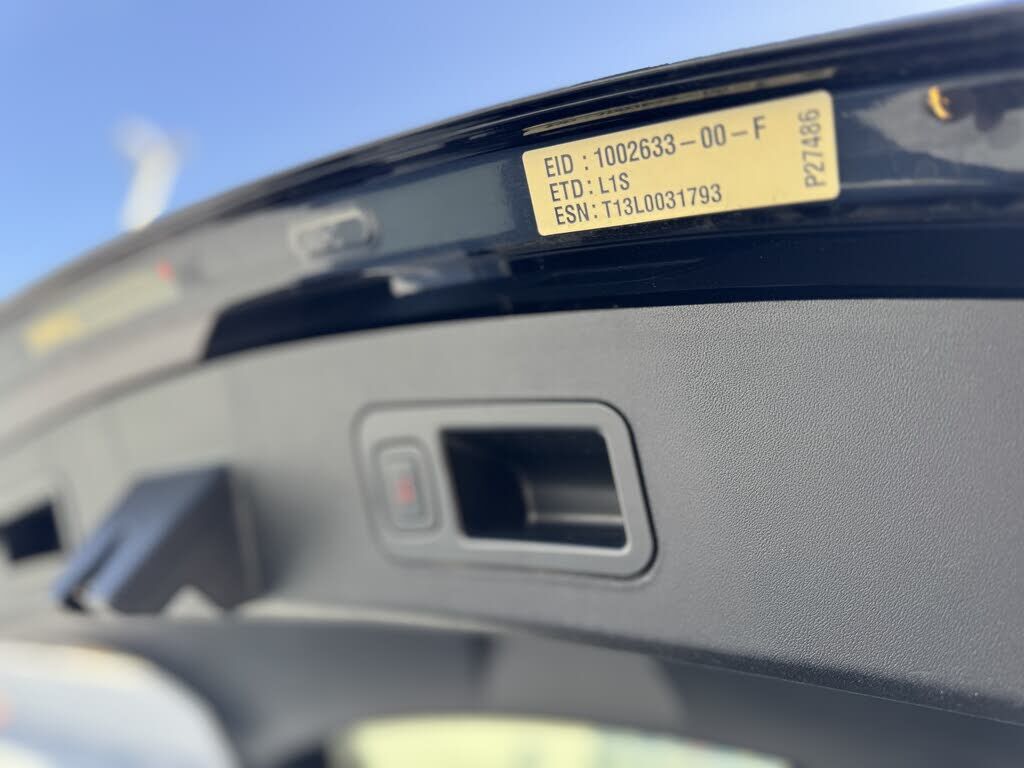 EID : 1002633-00-F
ETD : L1S
ESN : T13L0031793
P27486